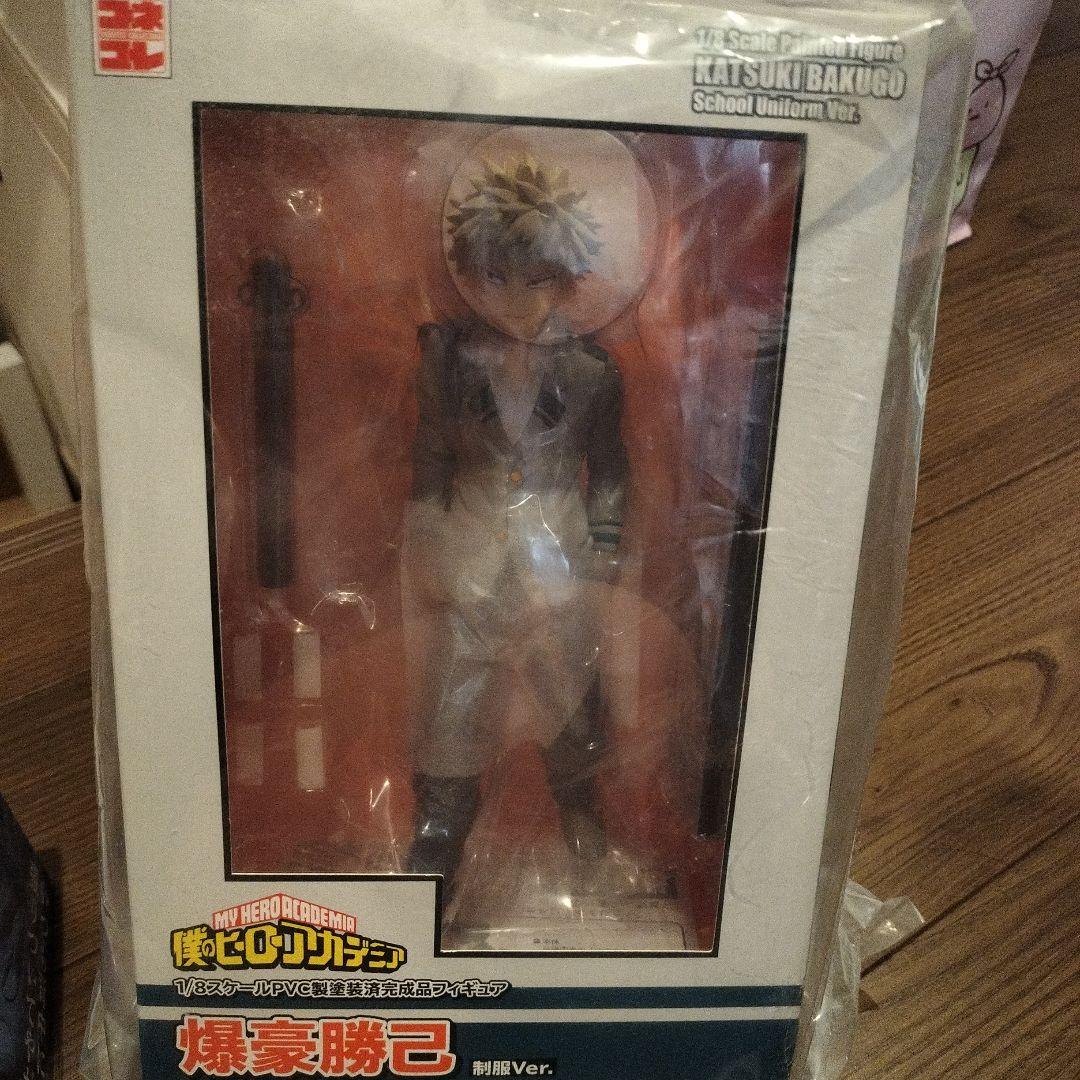 コネ
コレ
1/8 Scale Painted Figure
KATSUKI BAKUGO
School Uniform Ver.
MY HERO ACADEMIA
僕のヒーローアカデミア
1/8スケールPVC製塗装済完成品フィギュア
爆豪勝己 制服Ver.